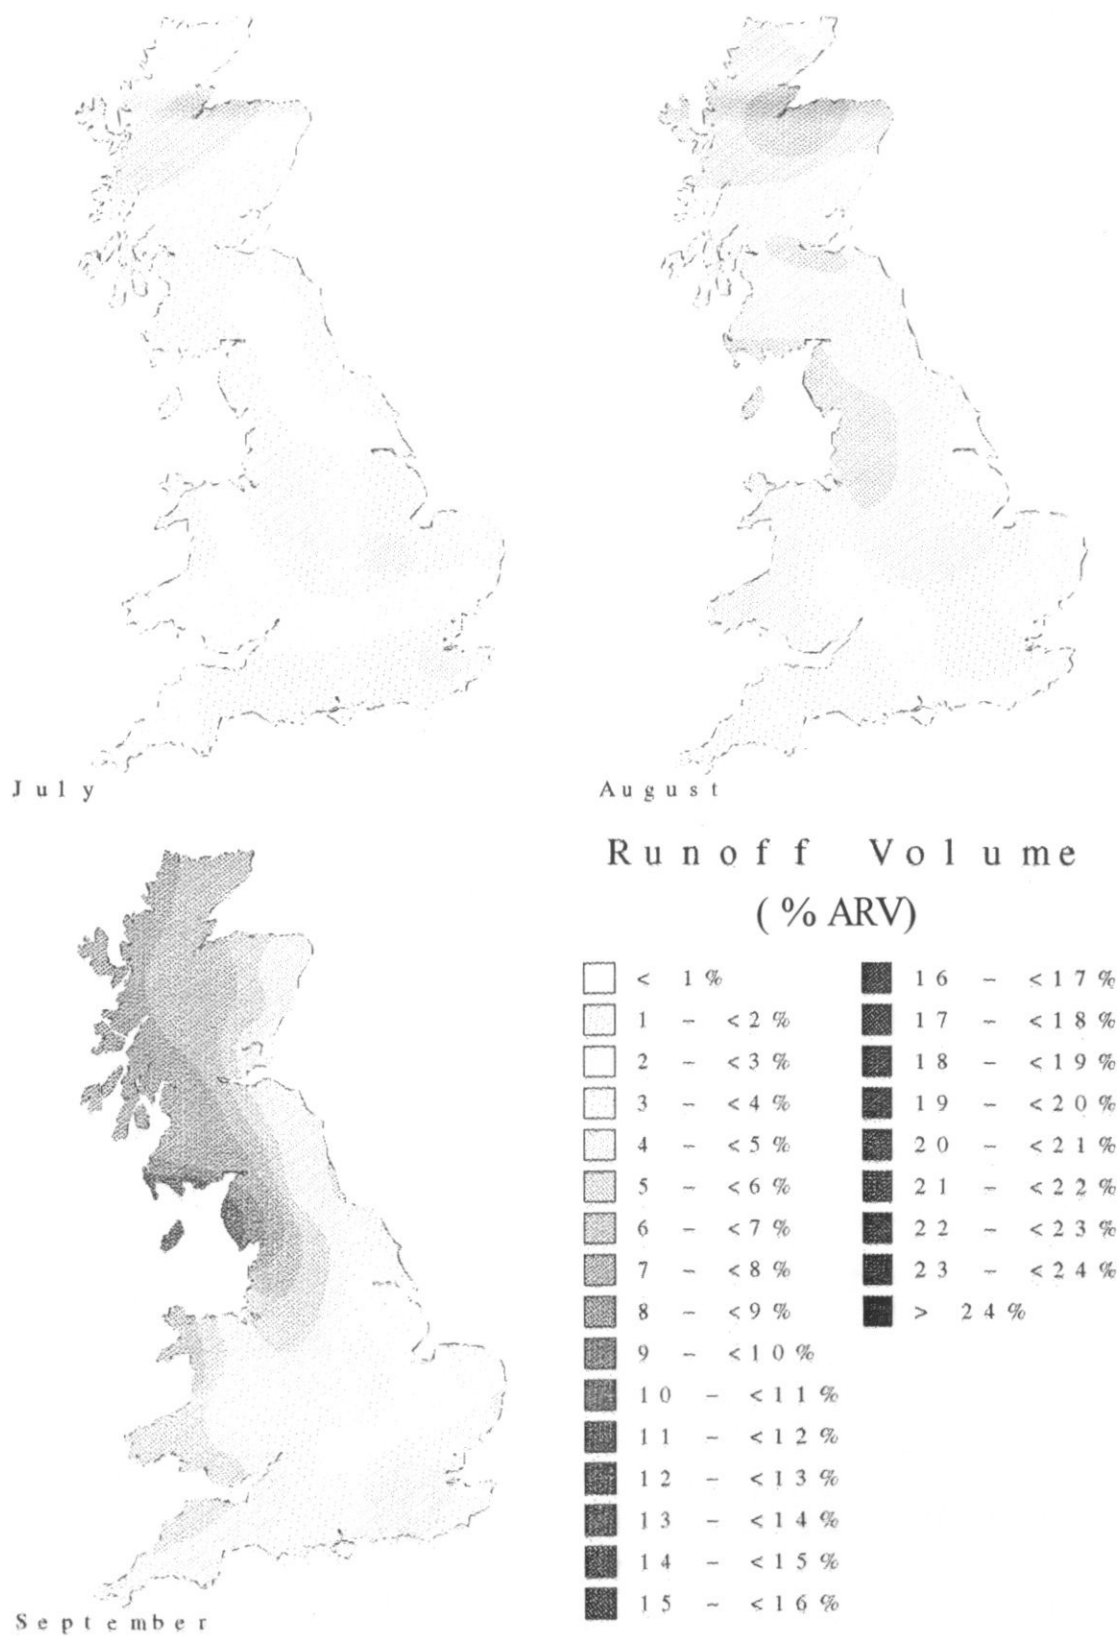 July
August
September
Runoff Volume
(% ARV)
< 1%
1 - <2%
2 - <3%
3 - <4%
4 - <5%
5 - <6%
6 - <7%
7 - <8%
8 - <9%
9 - <10%
10 - <11%
11 - <12%
12 - <13%
13 - <14%
14 - <15%
15 - <16%
16 - <17%
17 - <18%
18 - <19%
19 - <20%
20 - <21%
21 - <22%
22 - <23%
23 - <24%
> 24%